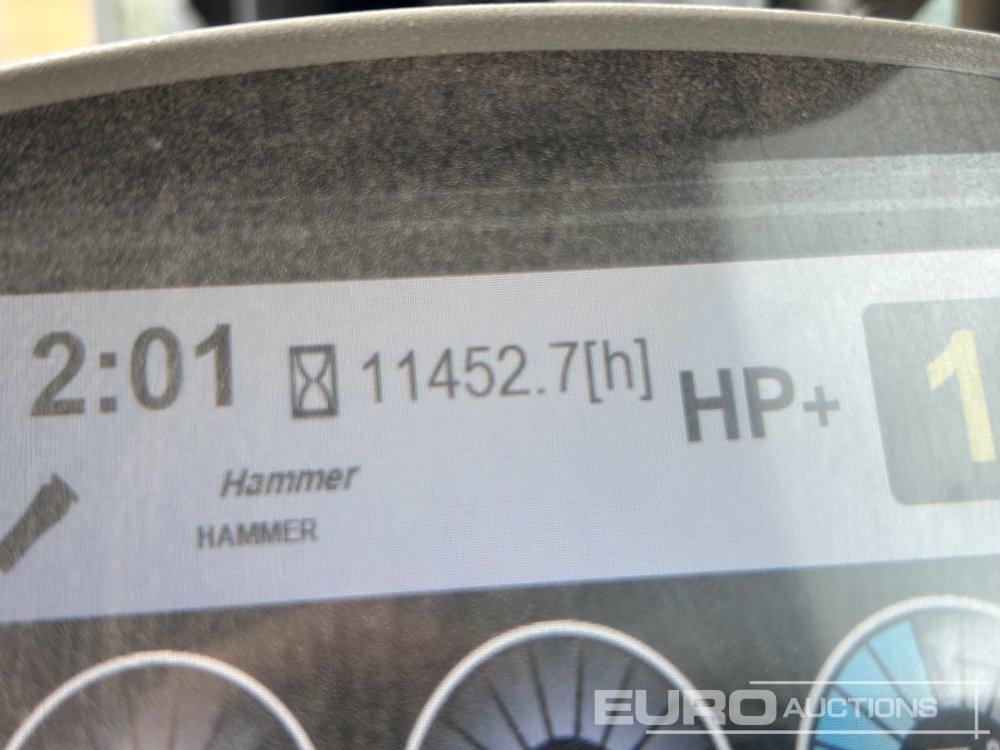 2:01 11452.7[h] HP+ 1
Hammer
HAMMER
EURO AUCTIONS